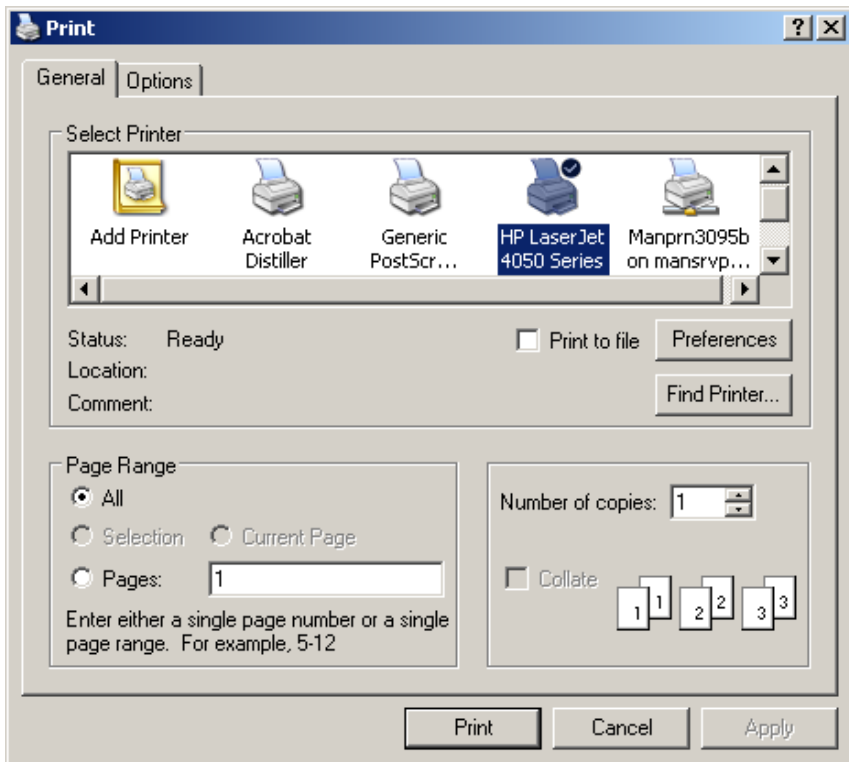 Print
General Options
Select Printer
Add Printer
Acrobat
Distiller
Generic
PostScr...
HP LaserJet
4050 Series
Manprn3095b
on mansrvp...
Status: Ready
Print to file
Preferences
Location:
Comment:
Find Printer...
Page Range
All
Selection Current Page
Pages: 1
Enter either a single page number or a single
page range. For example, 5-12
Number of copies: 1
Collate
1 1 2 2 3 3
Print Cancel Apply